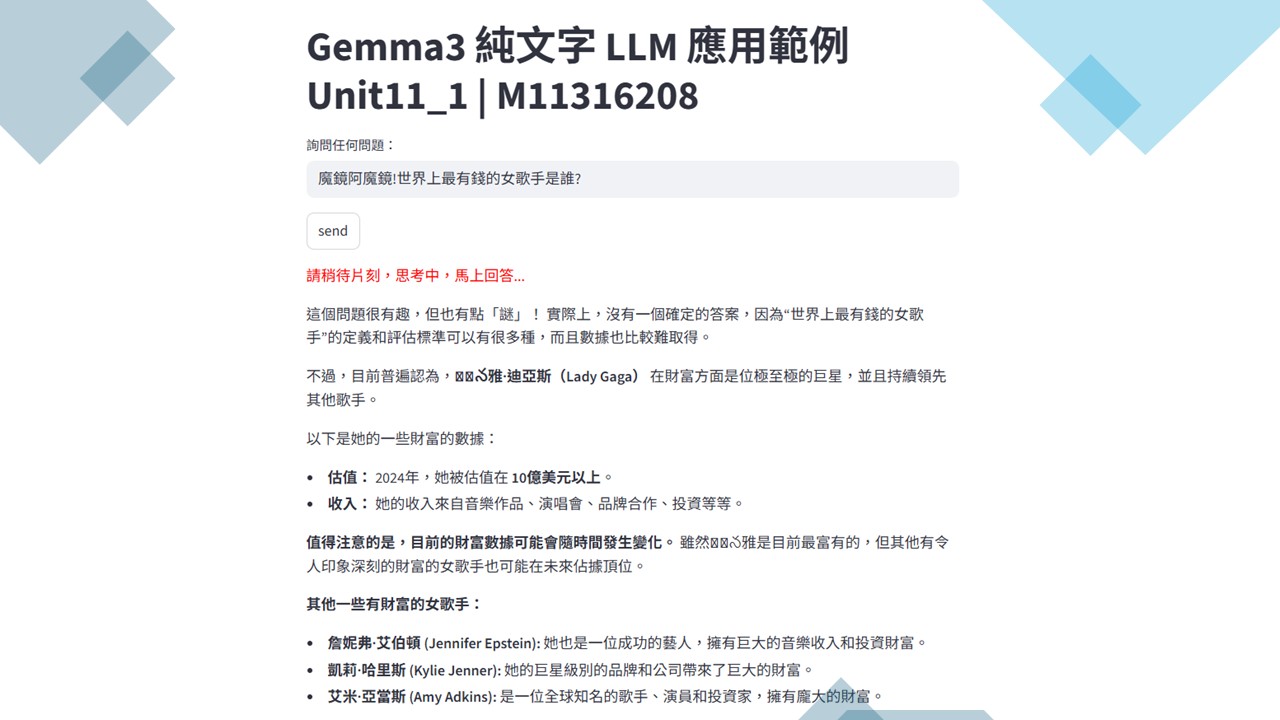 Gemma3 純文字 LLM 應用範例
Unit11_1 | M11316208
詢問任何問題：
魔鏡阿魔鏡!世界上最有錢的女歌手是誰?
send
請稍待片刻，思考中，馬上回答...
這個問題很有趣，但也有點「謎」！ 實際上，沒有一個確定的答案，因為“世界上最有錢的女歌
手”的定義和評估標準可以有很多種，而且數據也比較難取得。
不過，目前普遍認為，雅·迪亞斯（Lady Gaga） 在財富方面是位極至極的巨星，並且持續領先
其他歌手。
以下是她的一些財富的數據：
• 估值： 2024年，她被估值在 10億美元以上。
• 收入： 她的收入來自音樂作品、演唱會、品牌合作、投資等等。
值得注意的是，目前的財富數據可能會隨時間發生變化。 雖然雅是目前最富有的，但其他有令
人印象深刻的財富的女歌手也可能在未來佔據頂位。
其他一些有財富的女歌手：
• 詹妮弗·艾伯頓 (Jennifer Epstein): 她也是一位成功的藝人，擁有巨大的音樂收入和投資財富。
• 凱莉·哈里斯 (Kylie Jenner): 她的巨星級別的品牌和公司帶來了巨大的財富。
• 艾米·亞當斯 (Amy Adkins): 是一位全球知名的歌手、演員和投資家，擁有龐大的財富。